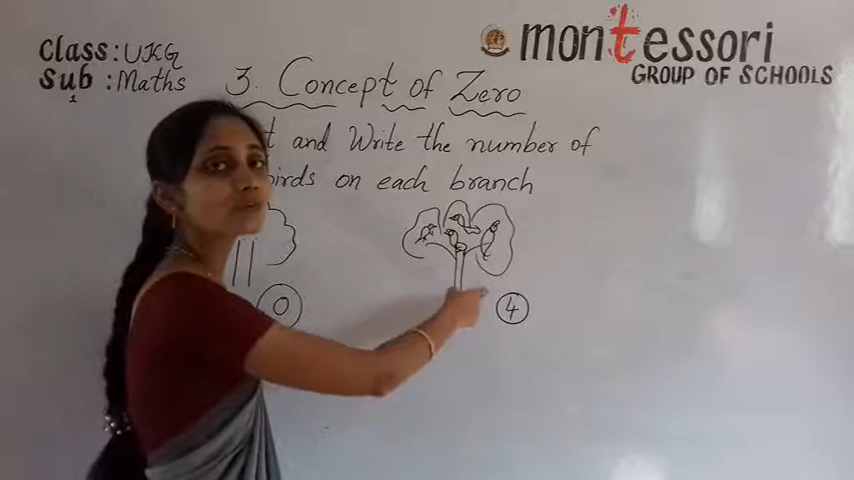 Class: UKG
Sub: Maths
montessori
GROUP OF SCHOOLS
3. Concept of Zero
and Write the number of
on each branch
0
4